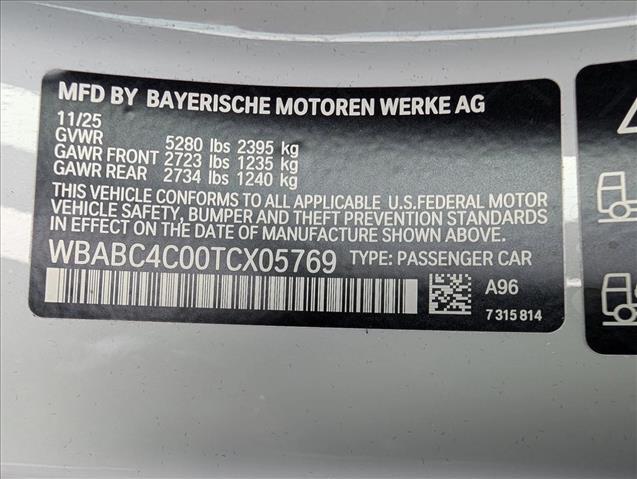 MFD BY BAYERISCHE MOTOREN WERKE AG
11/25
GVWR 5280 lbs 2395 kg
GAWR FRONT 2723 lbs 1235 kg
GAWR REAR 2734 lbs 1240 kg
THIS VEHICLE CONFORMS TO ALL APPLICABLE U.S.FEDERAL MOTOR
VEHICLE SAFETY, BUMPER AND THEFT PREVENTION STANDARDS
IN EFFECT ON THE DATE OF MANUFACTURE SHOWN ABOVE.
WBABC4C00TCX05769 TYPE: PASSENGER CAR
A96
7 315 814